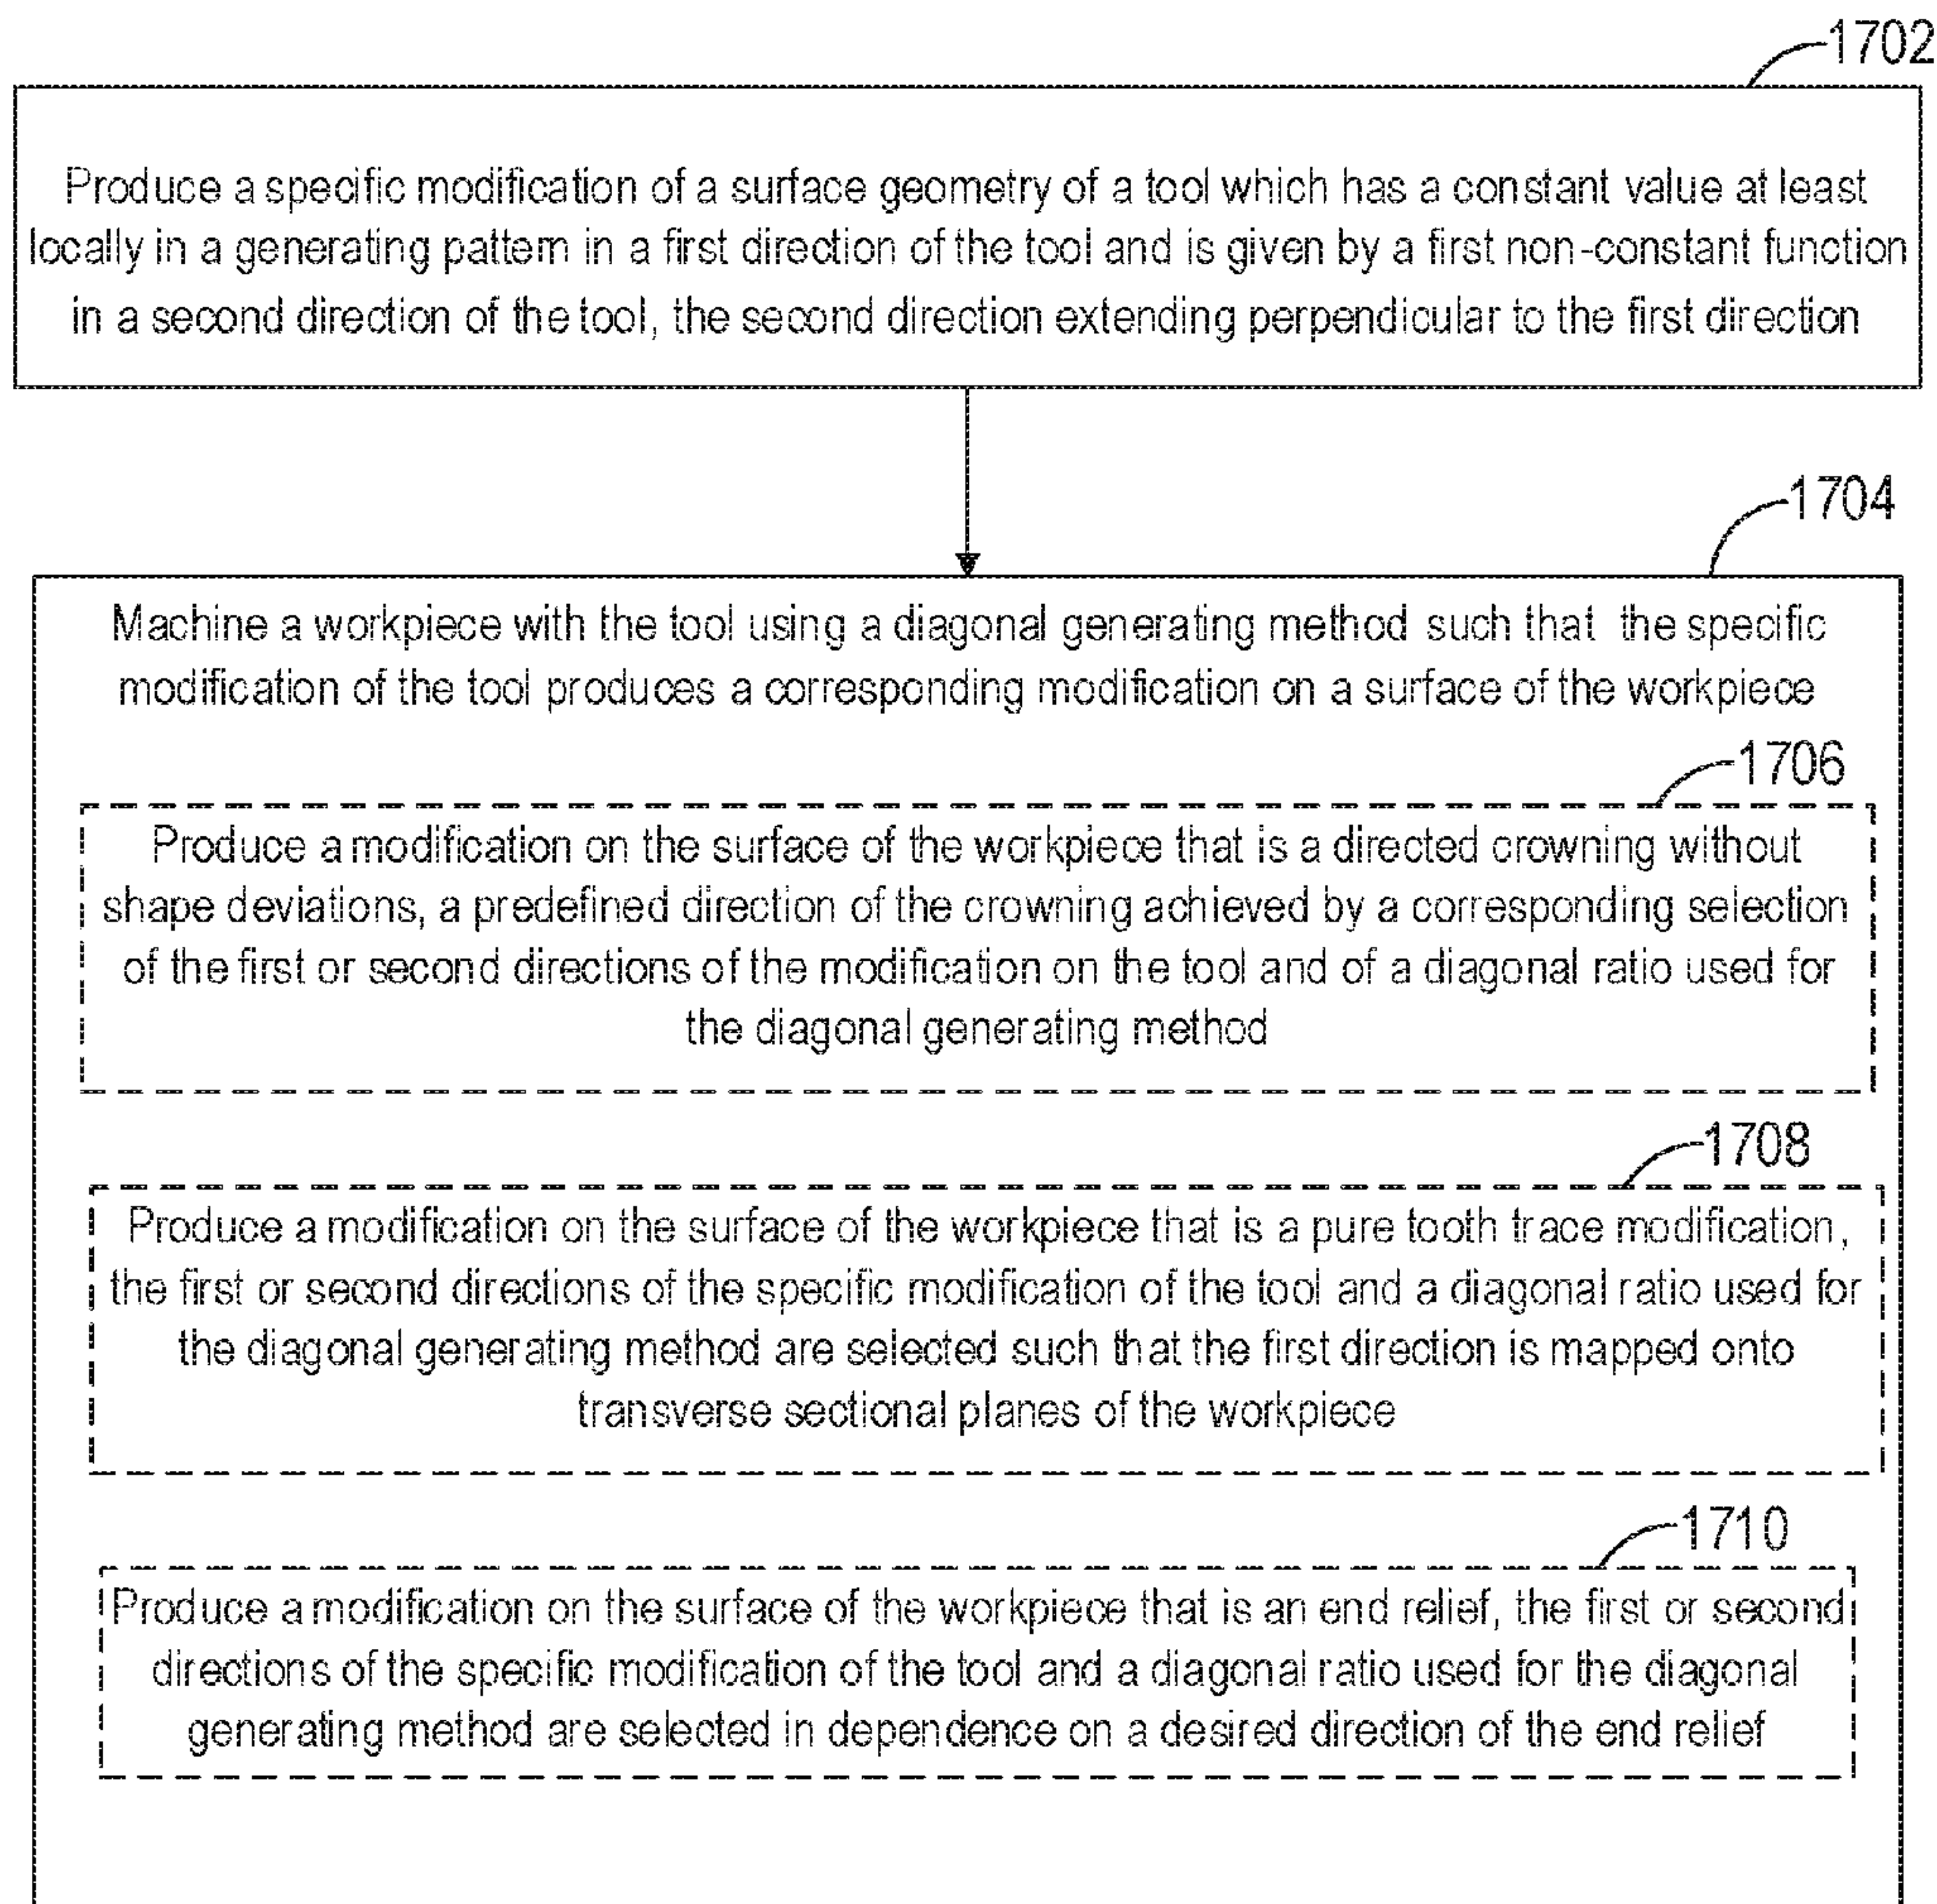 1702
Produce a specific modification of a surface geometry of a tool which has a constant value at least
locally in a generating pattern in a first direction of the tool and is given by a first non-constant function
in a second direction of the tool, the second direction extending perpendicular to the first direction
1704
Machine a workpiece with the tool using a diagonal generating method such that the specific
modification of the tool produces a corresponding modification on a surface of the workpiece
1706
Produce a modification on the surface of the workpiece that is a directed crowning without
shape deviations, a predefined direction of the crowning achieved by a corresponding selection
of the first or second directions of the modification on the tool and of a diagonal ratio used for
the diagonal generating method
1708
Produce a modification on the surface of the workpiece that is a pure tooth trace modification,
the first or second directions of the specific modification of the tool and a diagonal ratio used for
the diagonal generating method are selected such that the first direction is mapped onto
transverse sectional planes of the workpiece
1710
Produce a modification on the surface of the workpiece that is an end relief, the first or second
directions of the specific modification of the tool and a diagonal ratio used for the diagonal
generating method are selected in dependence on a desired direction of the end relief